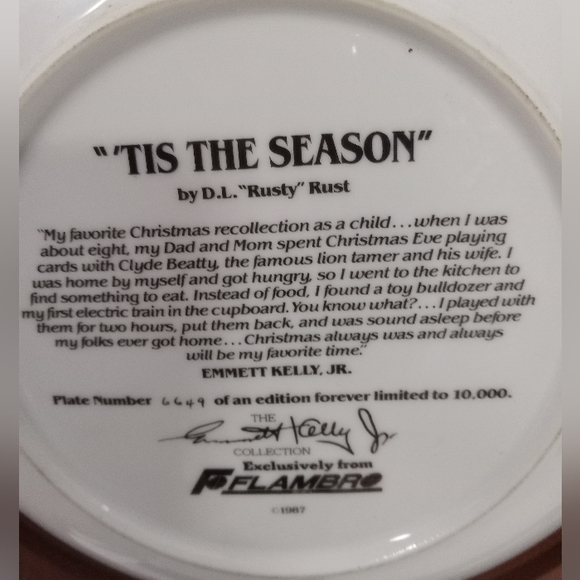 "'TIS THE SEASON"
by D.L. "Rusty" Rust
"My favorite Christmas recollection as a child...when I was
about eight, my Dad and Mom spent Christmas Eve playing
cards with Clyde Beatty, the famous lion tamer and his wife. I
was home by myself and got hungry, so I went to the kitchen to
find something to eat. Instead of food, I found a toy bulldozer and
my first electric train in the cupboard. You know what?...I played with
them for two hours, put them back, and was sound asleep before
my folks ever got home...Christmas always was and always
will be my favorite time."
EMMETT KELLY, JR.
Plate Number 6649 of an edition forever limited to 10,000.
THE
Emmett Kelly Jr.
COLLECTION
Exclusively from
FLAMBRO
©1987